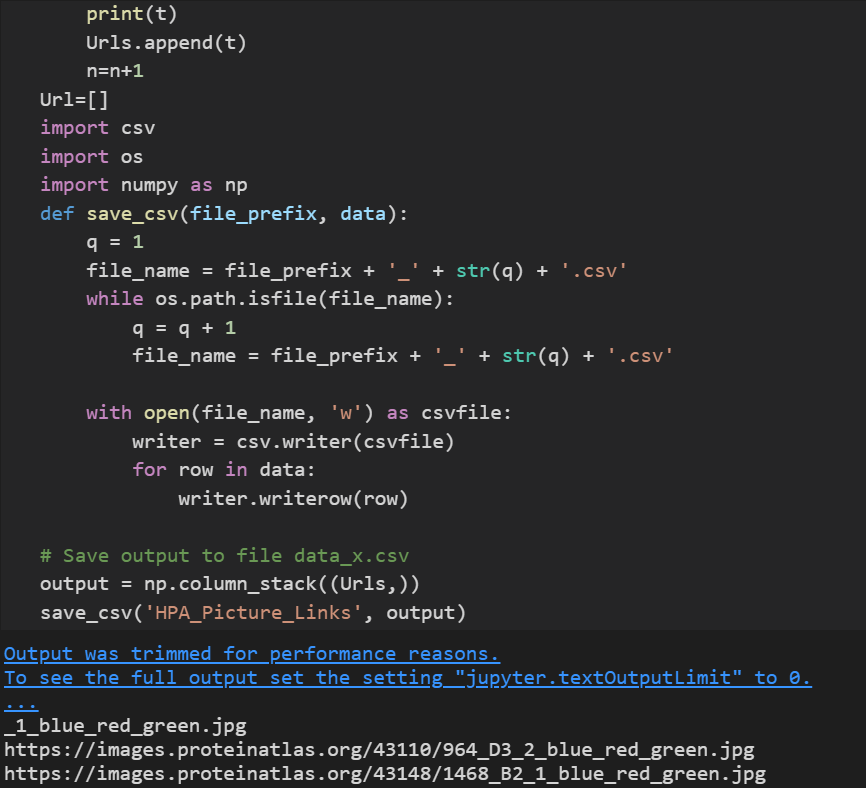 print(t)
Urls.append(t)
n=n+1
Url=[]
import csv
import os
import numpy as np
def save_csv(file_prefix, data):
q = 1
file_name = file_prefix + '_' + str(q) + '.csv'
while os.path.isfile(file_name):
q = q + 1
file_name = file_prefix + '_' + str(q) + '.csv'
with open(file_name, 'w') as csvfile:
writer = csv.writer(csvfile)
for row in data:
writer.writerow(row)
# Save output to file data_x.csv
output = np.column_stack((Urls,))
save_csv('HPA_Picture_Links', output)
Output was trimmed for performance reasons.
To see the full output set the setting "jupyter.textOutputLimit" to 0.
...
_1_blue_red_green.jpg
https://images.proteinatlas.org/43110/964_D3_2_blue_red_green.jpg
https://images.proteinatlas.org/43148/1468_B2_1_blue_red_green.jpg